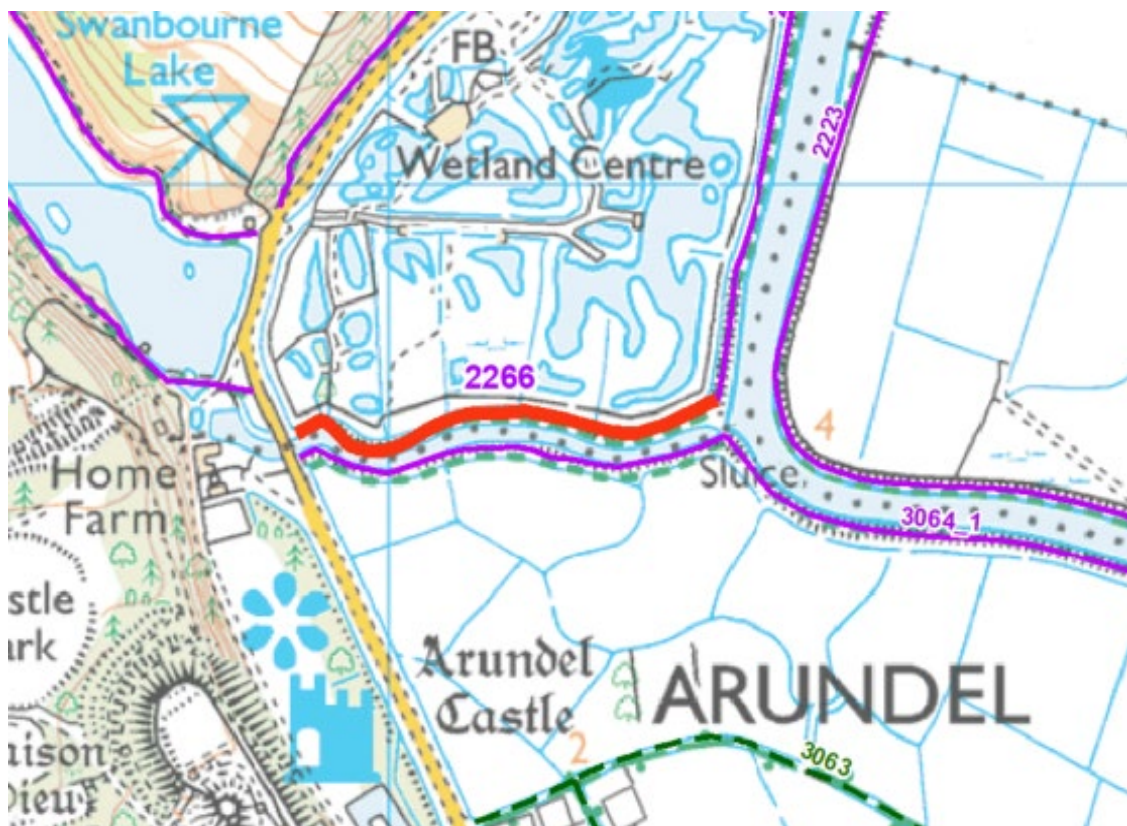 Swanbourne
Lake
FB
2223
Wetland Centre
2266
4
Home
Farm
Sluice
3064_1
stle
ark
Arundel
Castle
ARUNDEL
2
3063
aison
Dieu